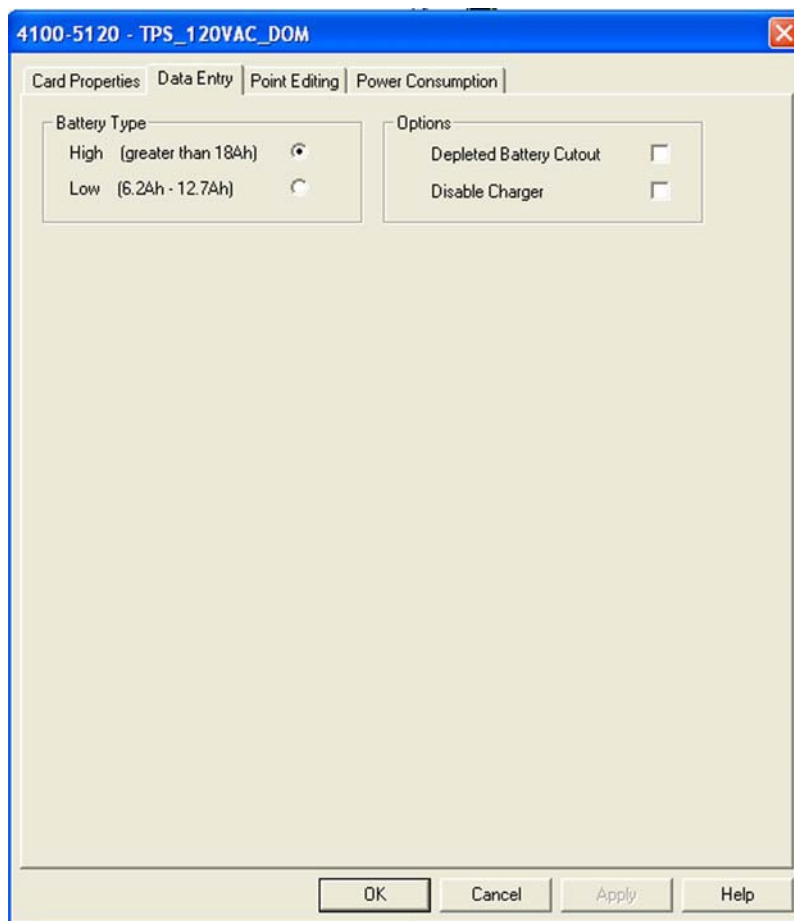 4100-5120 - TPS_120VAC_DOM
Card Properties Data Entry Point Editing Power Consumption
Battery Type
High (greater than 18Ah)
Low (6.2Ah - 12.7Ah)
Options
Depleted Battery Cutout
Disable Charger
OK Cancel Apply Help